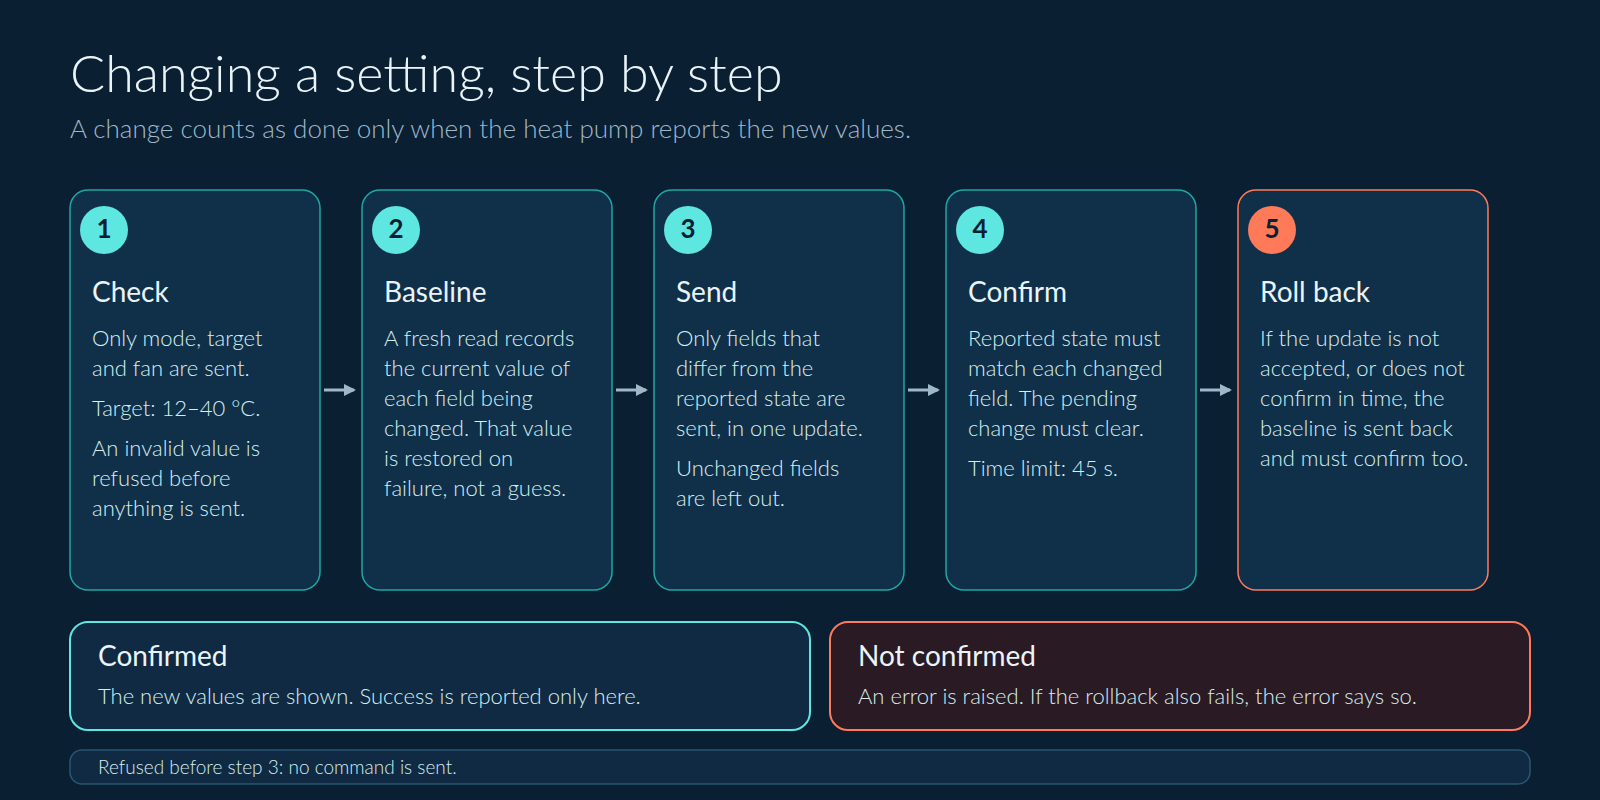 Changing a setting, step by step
A change counts as done only when the heat pump reports the new values.
1
Check
Only mode, target
and fan are sent.
Target: 12–40 °C.
An invalid value is
refused before
anything is sent.
2
Baseline
A fresh read records
the current value of
each field being
changed. That value
is restored on
failure, not a guess.
3
Send
Only fields that
differ from the
reported state are
sent, in one update.
Unchanged fields
are left out.
4
Confirm
Reported state must
match each changed
field. The pending
change must clear.
Time limit: 45 s.
5
Roll back
If the update is not
accepted, or does not
confirm in time, the
baseline is sent back
and must confirm too.
Confirmed
The new values are shown. Success is reported only here.
Not confirmed
An error is raised. If the rollback also fails, the error says so.
Refused before step 3: no command is sent.